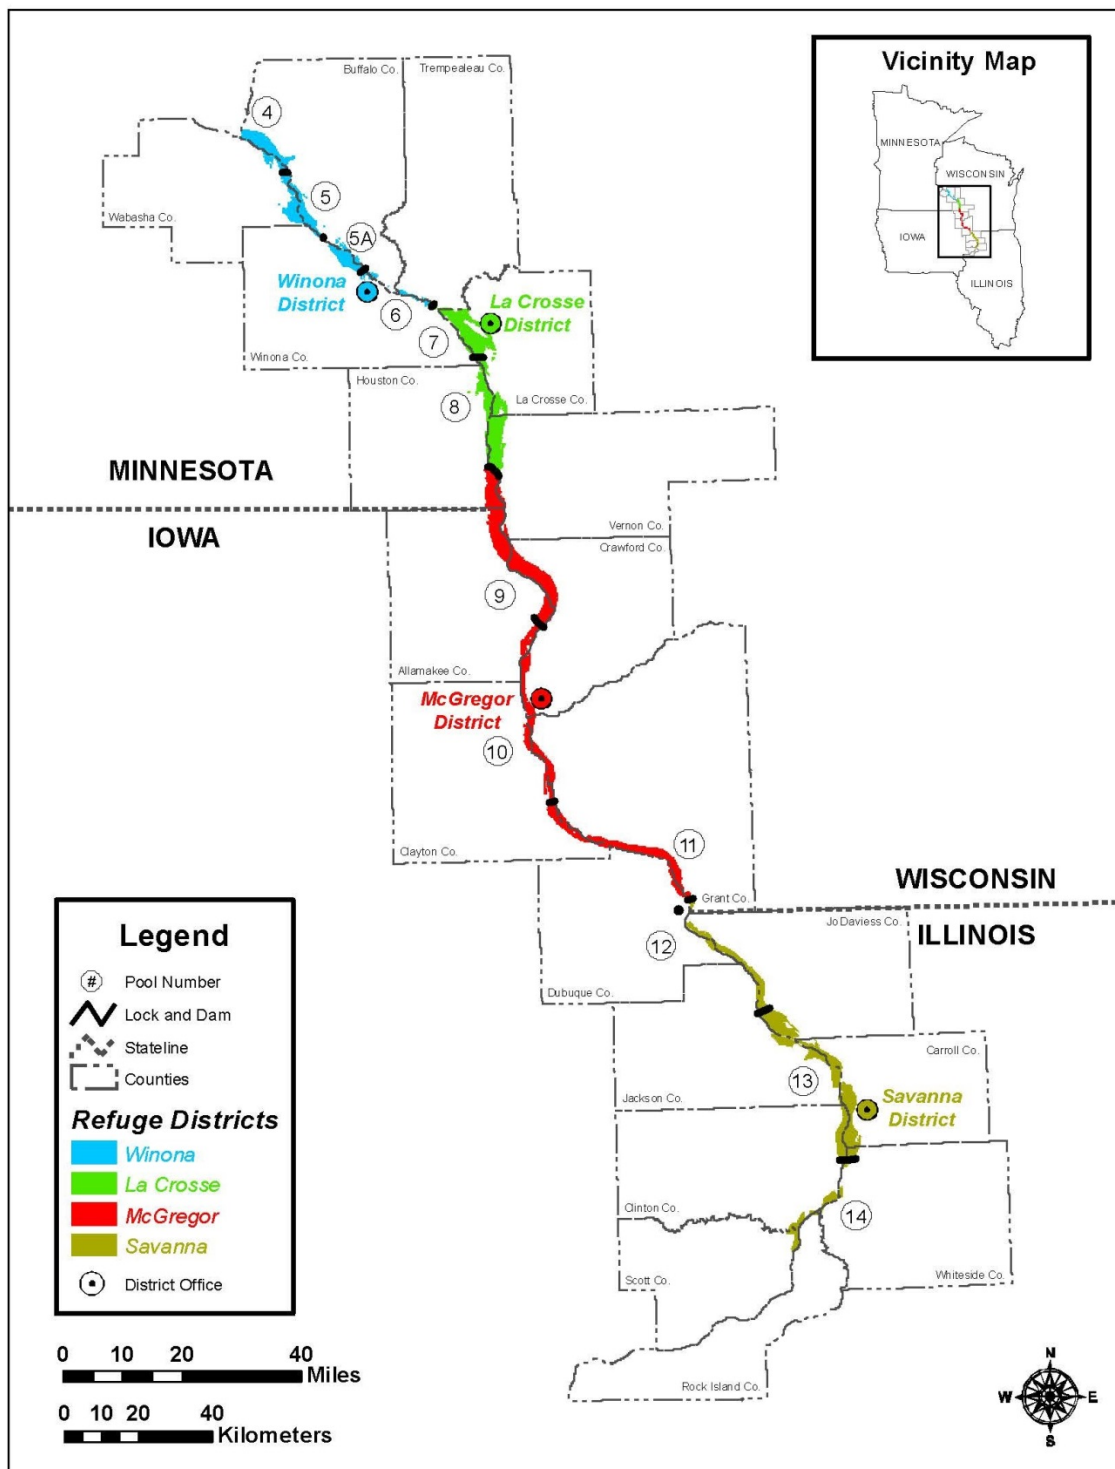 Buffalo Co.
Trempealeau Co.
Vicinity Map
MINNESOTA
WISCONSIN
IOWA
ILLINOIS
4
5
Wabasha Co.
5A
Winona
District
6
La Crosse
District
7
Winona Co.
Houston Co.
8
La Crosse Co.
MINNESOTA
IOWA
Vernon Co.
Crawford Co.
9
Allamakee Co.
McGregor
District
10
Clayton Co.
11
Grant Co.
WISCONSIN
Jo Daviess Co.
ILLINOIS
12
Dubuque Co.
Carroll Co.
13
Jackson Co.
Savanna
District
Clinton Co.
14
Scott Co.
Whiteside Co.
Rock Island Co.
Legend
# Pool Number
Lock and Dam
Stateline
Counties
Refuge Districts
Winona
La Crosse
McGregor
Savanna
District Office
0 10 20 40
Miles
0 10 20 40
Kilometers
N
W E
S